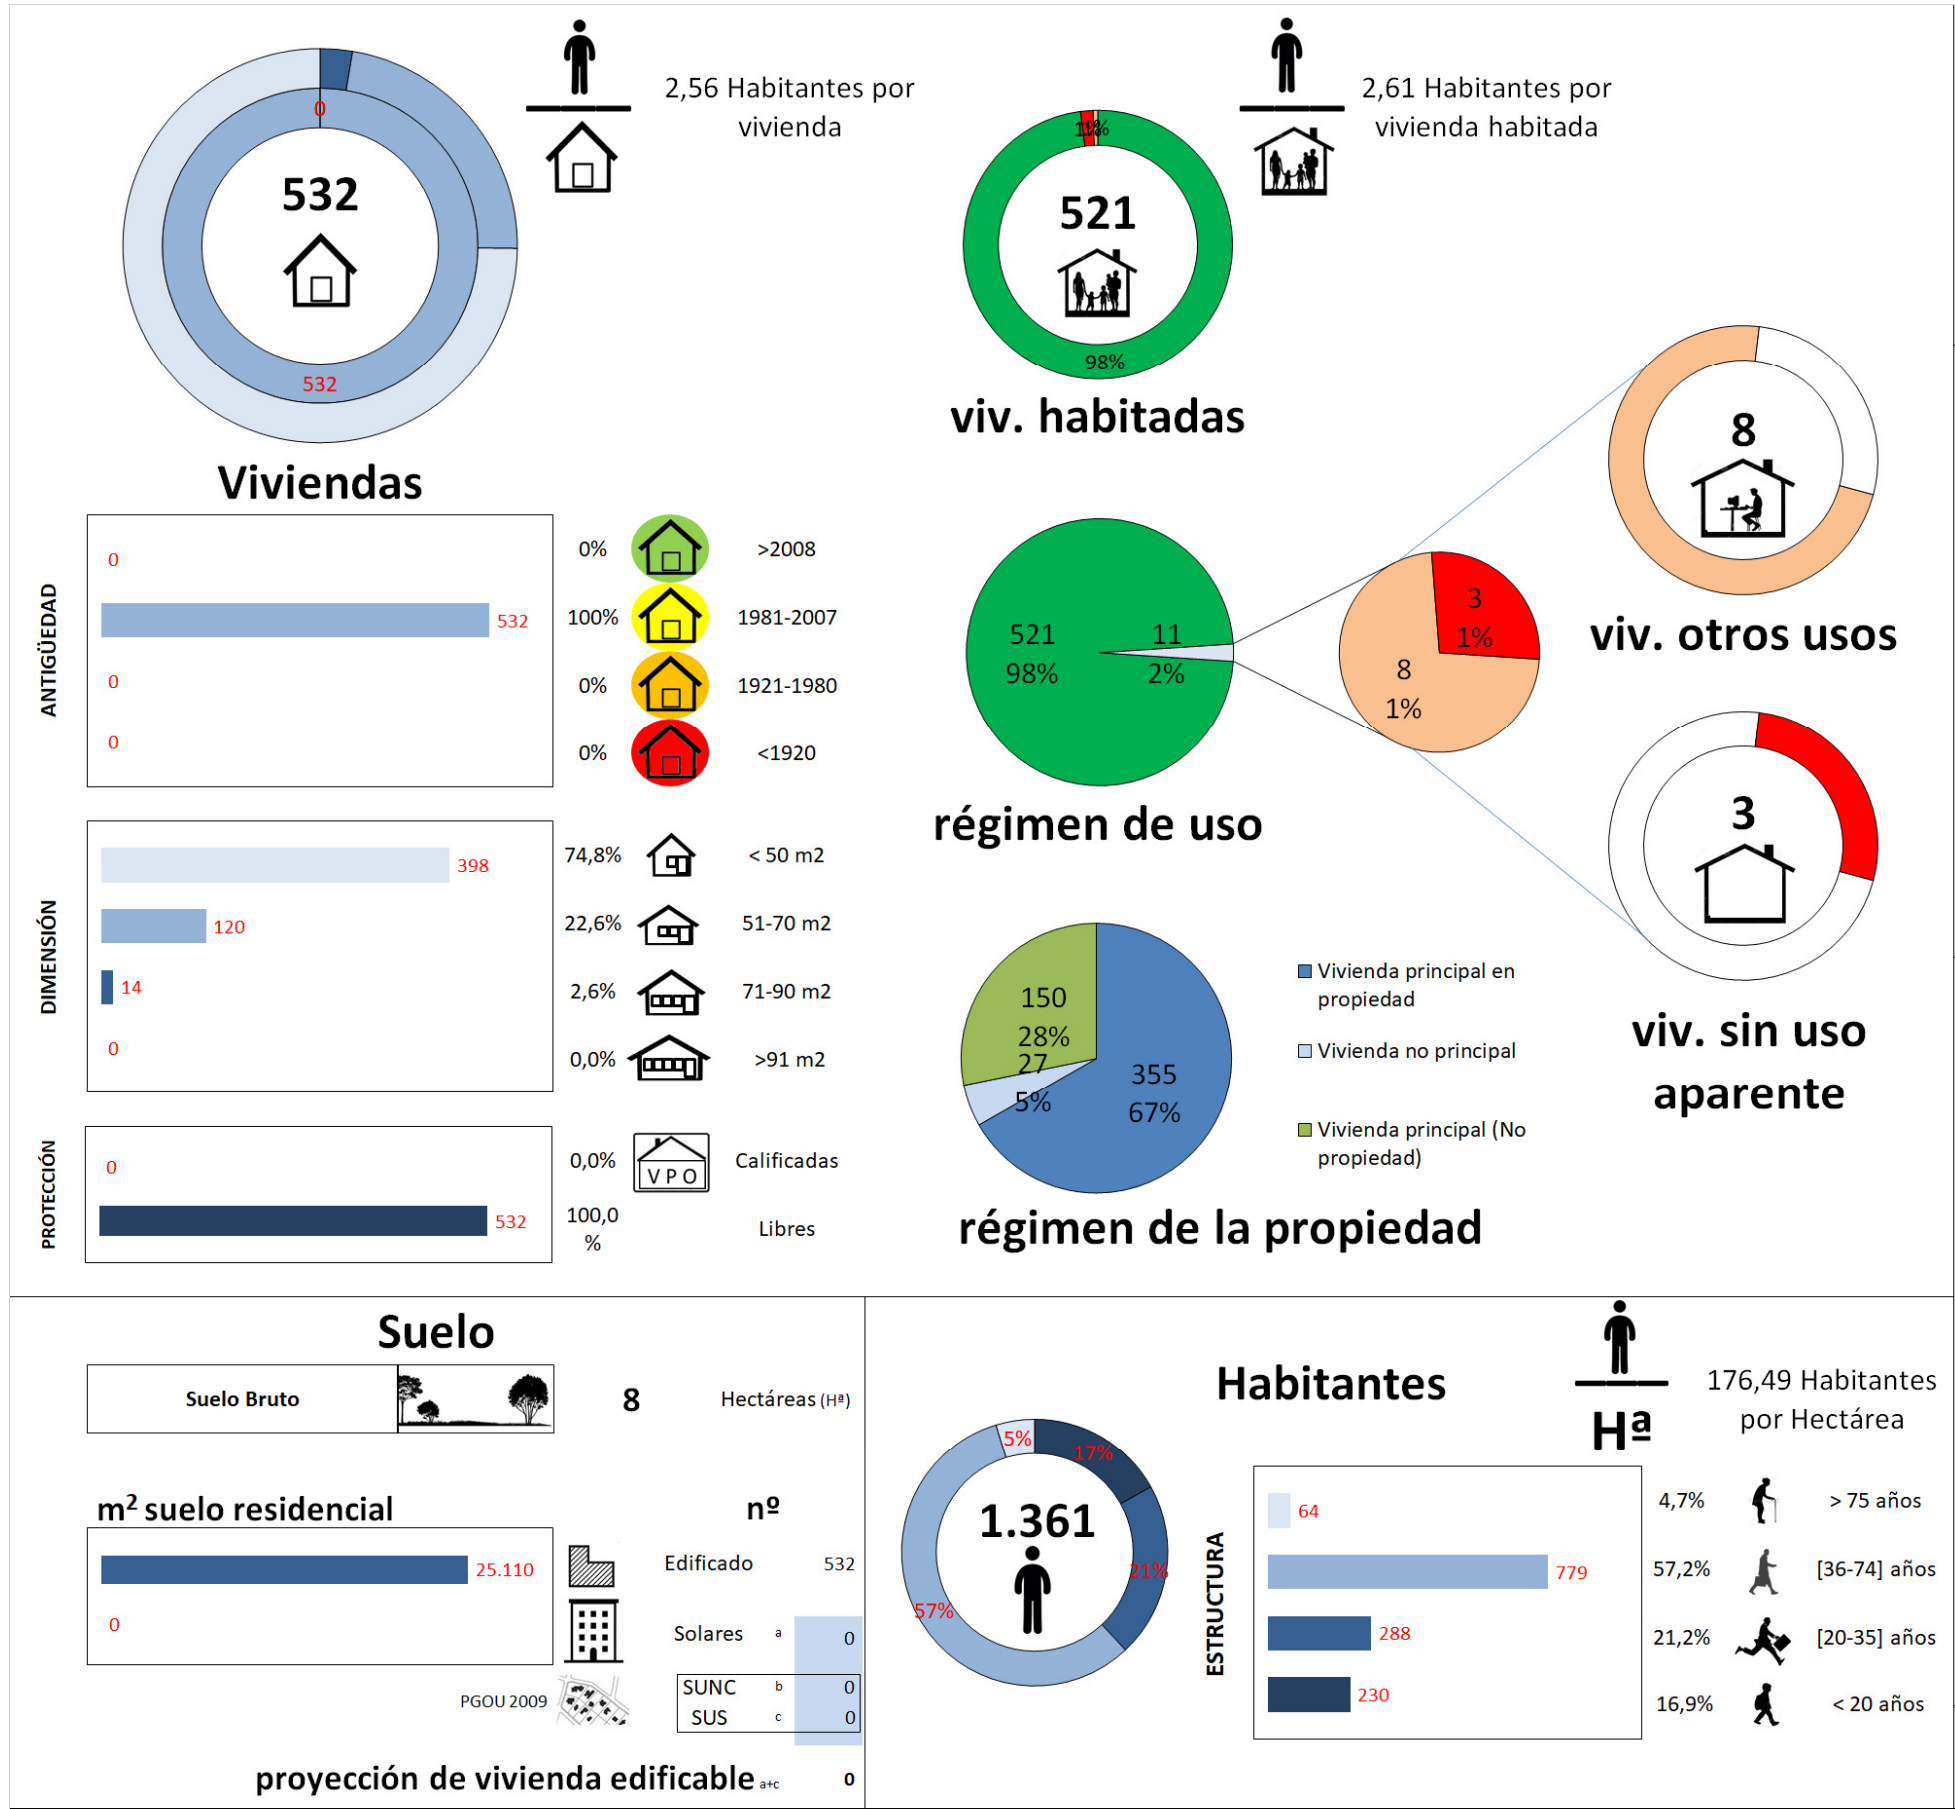 2,56 Habitantes por
vivienda
0
532
532
Viviendas
2,61 Habitantes por
vivienda habitada
1%
1%
521
98%
viv. habitadas
8
viv. otros usos
521
98%
11
2%
3
1%
8
1%
régimen de uso
3
viv. sin uso
aparente
ANTIGÜEDAD
0
0% >2008
532
100% 1981-2007
0
0% 1921-1980
0
0% <1920
DIMENSIÓN
398
74,8% < 50 m2
120
22,6% 51-70 m2
14
2,6% 71-90 m2
0
0,0% >91 m2
PROTECCIÓN
0
0,0% VPO Calificadas
532
100,0
% Libres
150
28%
27
5%
355
67%
Vivienda principal en
propiedad
Vivienda no principal
Vivienda principal (No
propiedad)
régimen de la propiedad
Suelo
Suelo Bruto 8 Hectáreas (Hª)
m2 suelo residencial nº
25.110
Edificado 532
0
Solares a 0
PGOU 2009
SUNC b 0
SUS c 0
proyección de vivienda edificable a+c 0
Habitantes
Hª
176,49 Habitantes
por Hectárea
5%
17%
21%
57%
1.361
ESTRUCTURA
64
4,7% > 75 años
779
57,2% [36-74] años
288
21,2% [20-35] años
230
16,9% < 20 años